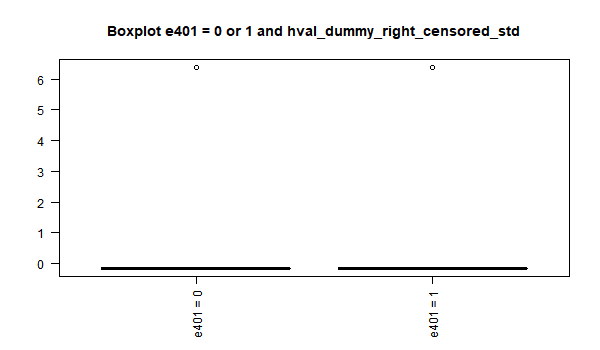 Boxplot e401 = 0 or 1 and hval_dummy_right_censored_std
6
5
4
3
2
1
0
e401 = 0
e401 = 1